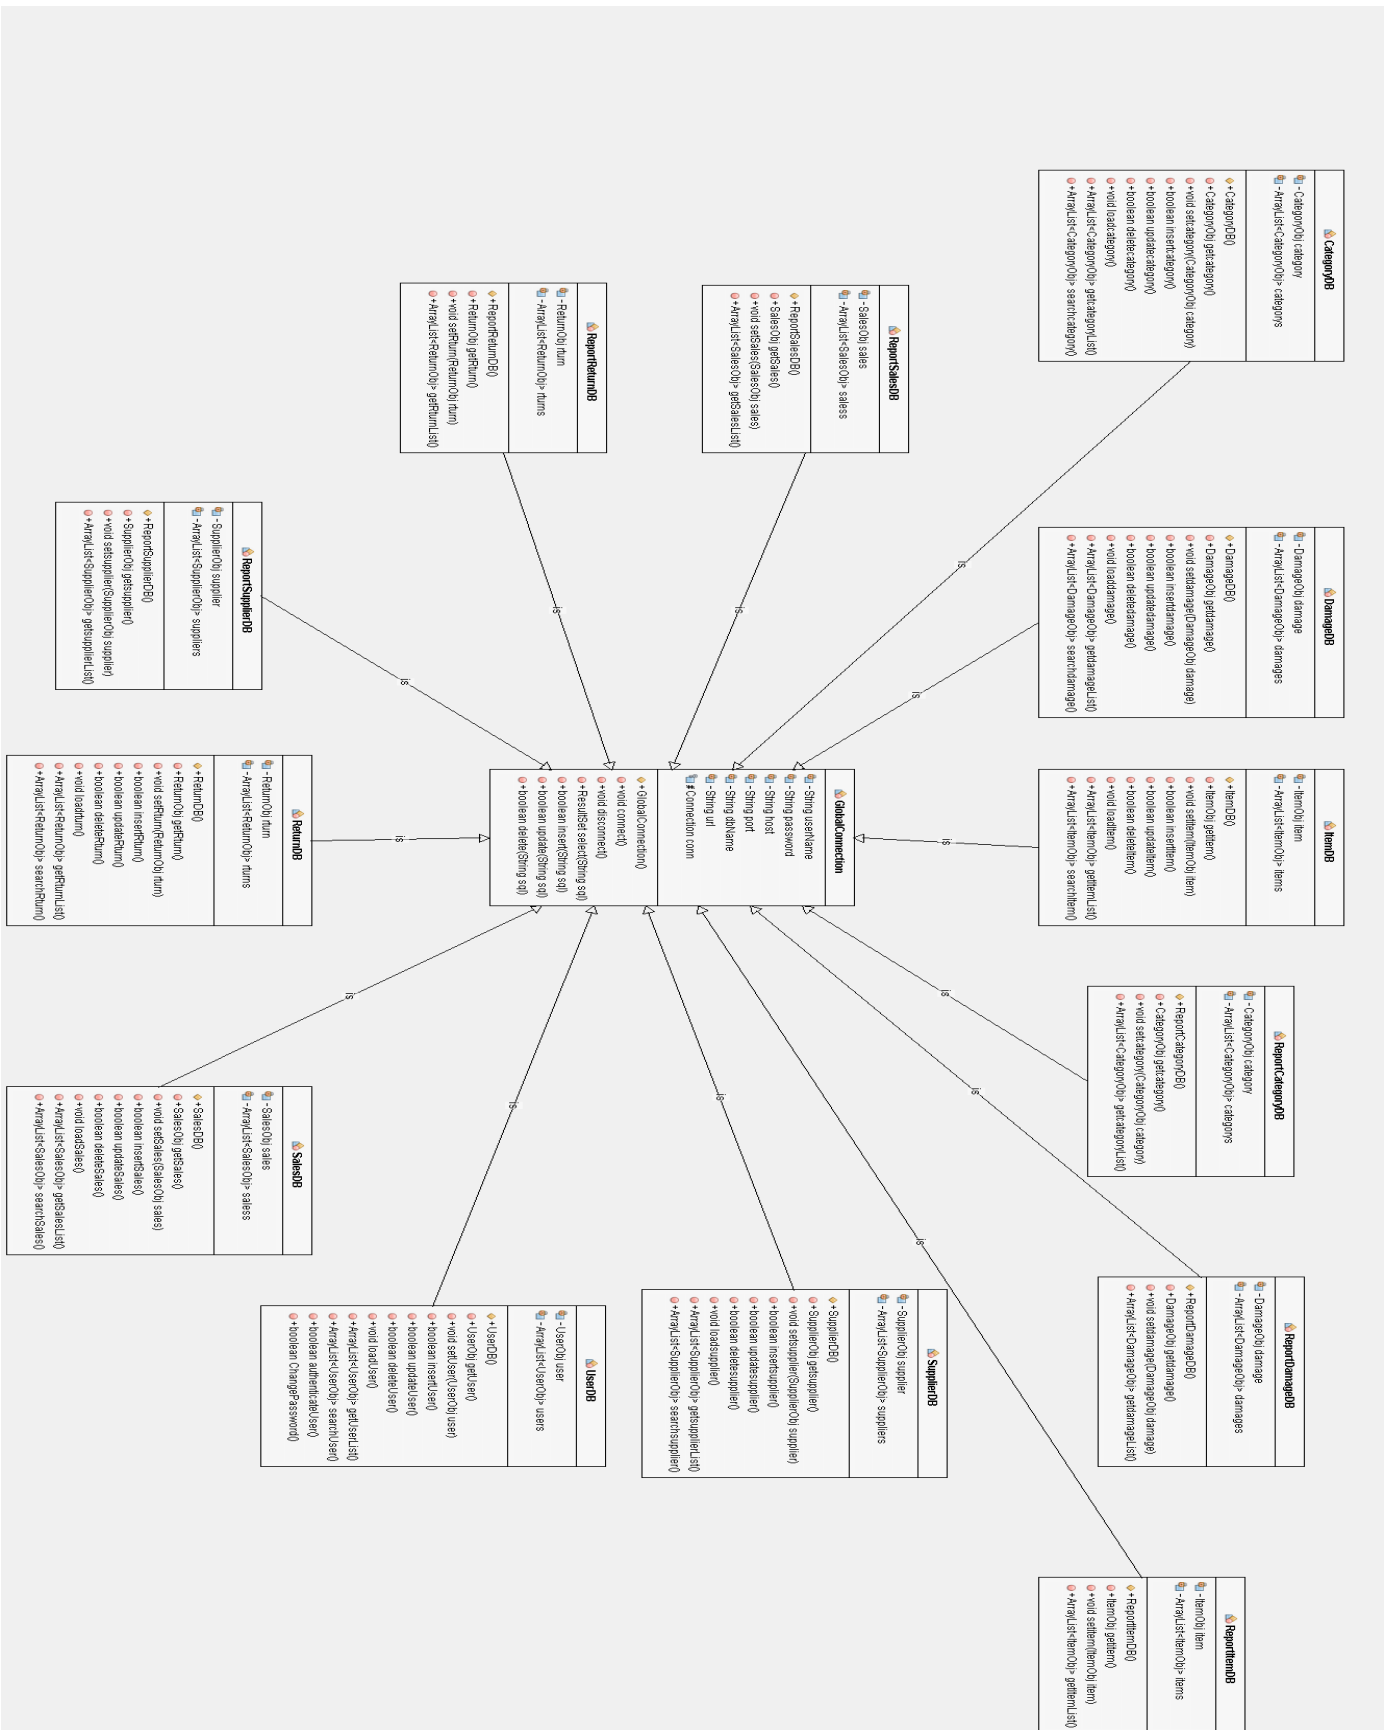 CategoryDB
- CategoryObj category
- ArrayList<CategoryObj> categorys
+ CategoryDB()
+ CategoryObj getcategory()
+ void setcategory(CategoryObj category)
+ boolean insertcategory()
+ boolean updatecategory()
+ boolean deletecategory()
+ void loadcategory()
+ ArrayList<CategoryObj> getcategoryList()
+ ArrayList<CategoryObj> searchcategory()
ReportSalesDB
- SalesObj sales
- ArrayList<SalesObj> saless
+ ReportSalesDB()
+ SalesObj getSales()
+ void setSales(SalesObj sales)
+ ArrayList<SalesObj> getSalesList()
ReportReturnDB
- ReturnObj rturn
- ArrayList<ReturnObj> rturns
+ ReportReturnDB()
+ ReturnObj getRturn()
+ void setRturn(ReturnObj rturn)
+ ArrayList<ReturnObj> getRturnList()
ReportSupplierDB
- SupplierObj supplier
- ArrayList<SupplierObj> suppliers
+ ReportSupplierDB()
+ SupplierObj getsupplier()
+ void setsupplier(SupplierObj supplier)
+ ArrayList<SupplierObj> getsupplierList()
DamageDB
- DamageObj damage
- ArrayList<DamageObj> damages
+ DamageDB()
+ DamageObj getdamage()
+ void setdamage(DamageObj damage)
+ boolean insertdamage()
+ boolean updatedamage()
+ boolean deletedamage()
+ void loaddamage()
+ ArrayList<DamageObj> getdamageList()
+ ArrayList<DamageObj> searchdamage()
is
is
is
is
is
ItemDB
- ItemObj item
- ArrayList<ItemObj> items
+ ItemDB()
+ ItemObj getItem()
+ void setItem(ItemObj item)
+ boolean insertItem()
+ boolean updateItem()
+ boolean deleteItem()
+ void loadItem()
+ ArrayList<ItemObj> getItemList()
+ ArrayList<ItemObj> searchItem()
is
GlobalConnection
- String userName
- String password
- String host
- String port
- String dbName
- String url
# Connection conn
+ GlobalConnection()
+ void connect()
+ void disconnect()
+ ResultSet select(String sql)
+ boolean insert(String sql)
+ boolean update(String sql)
+ boolean delete(String sql)
is
ReturnDB
- ReturnObj rturn
- ArrayList<ReturnObj> rturns
+ ReturnDB()
+ ReturnObj getRturn()
+ void setRturn(ReturnObj rturn)
+ boolean insertRturn()
+ boolean updateRturn()
+ boolean deleteRturn()
+ void loadrturn()
+ ArrayList<ReturnObj> getRturnList()
+ ArrayList<ReturnObj> searchRturn()
is
is
is
is
is
is
ReportCategoryDB
- CategoryObj category
- ArrayList<CategoryObj> categorys
+ ReportCategoryDB()
+ CategoryObj getcategory()
+ void setcategory(CategoryObj category)
+ ArrayList<CategoryObj> getcategoryList()
SalesDB
- SalesObj sales
- ArrayList<SalesObj> saless
+ SalesDB()
+ SalesObj getSales()
+ void setSales(SalesObj sales)
+ boolean insertSales()
+ boolean updateSales()
+ boolean deleteSales()
+ void loadSales()
+ ArrayList<SalesObj> getSalesList()
+ ArrayList<SalesObj> searchSales()
ReportDamageDB
- DamageObj damage
- ArrayList<DamageObj> damages
+ ReportDamageDB()
+ DamageObj getdamage()
+ void setdamage(DamageObj damage)
+ ArrayList<DamageObj> getdamageList()
SupplierDB
- SupplierObj supplier
- ArrayList<SupplierObj> suppliers
+ SupplierDB()
+ SupplierObj getsupplier()
+ void setsupplier(SupplierObj supplier)
+ boolean insertsupplier()
+ boolean updatesupplier()
+ boolean deletesupplier()
+ void loadsupplier()
+ ArrayList<SupplierObj> getsupplierList()
+ ArrayList<SupplierObj> searchsupplier()
UserDB
- UserObj user
- ArrayList<UserObj> users
+ UserDB()
+ UserObj getUser()
+ void setUser(UserObj user)
+ boolean insertUser()
+ boolean updateUser()
+ boolean deleteUser()
+ void loadUser()
+ ArrayList<UserObj> getUserList()
+ ArrayList<UserObj> searchUser()
+ boolean authenticateUser()
+ boolean ChangePassword()
ReportItemDB
- ItemObj item
- ArrayList<ItemObj> items
+ ReportItemDB()
+ ItemObj getItem()
+ void setItem(ItemObj item)
+ ArrayList<ItemObj> getItemList()